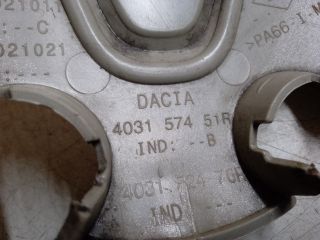 --C
021021
>PA66-I-M
DACIA
4031 574 51R
IND: --B
IND